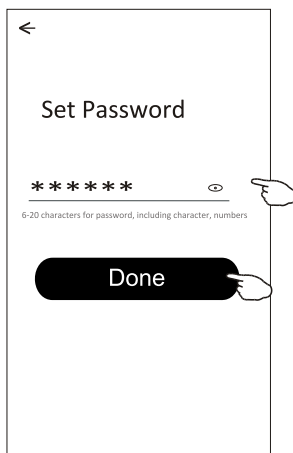 Set Password
******
6-20 characters for password, including character, numbers
Done